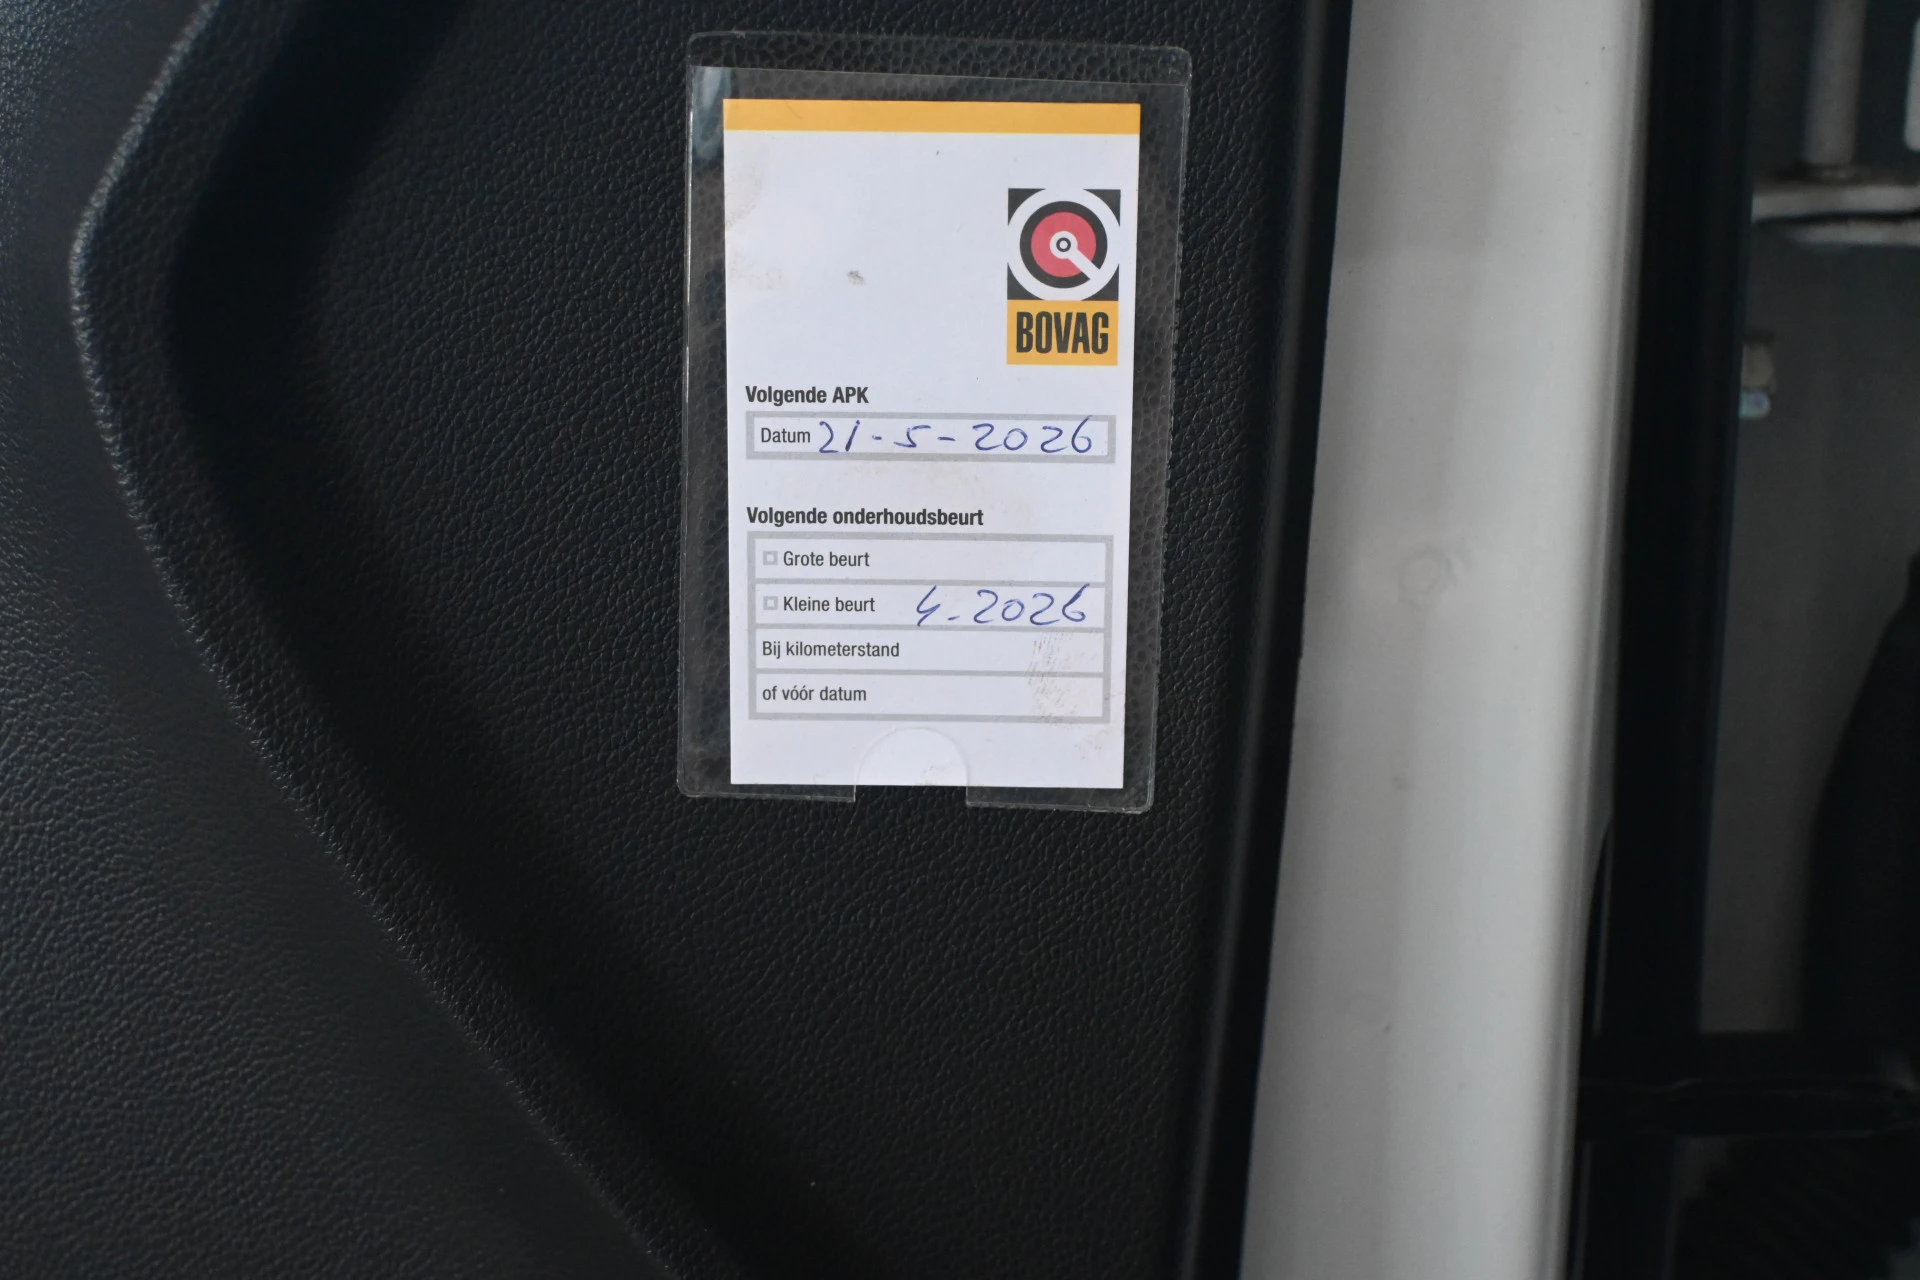 BOVAG
Volgende APK
Datum 21-5-2026
Volgende onderhoudsbeurt
Grote beurt
Kleine beurt 4-2026
Bij kilometerstand
of vóór datum